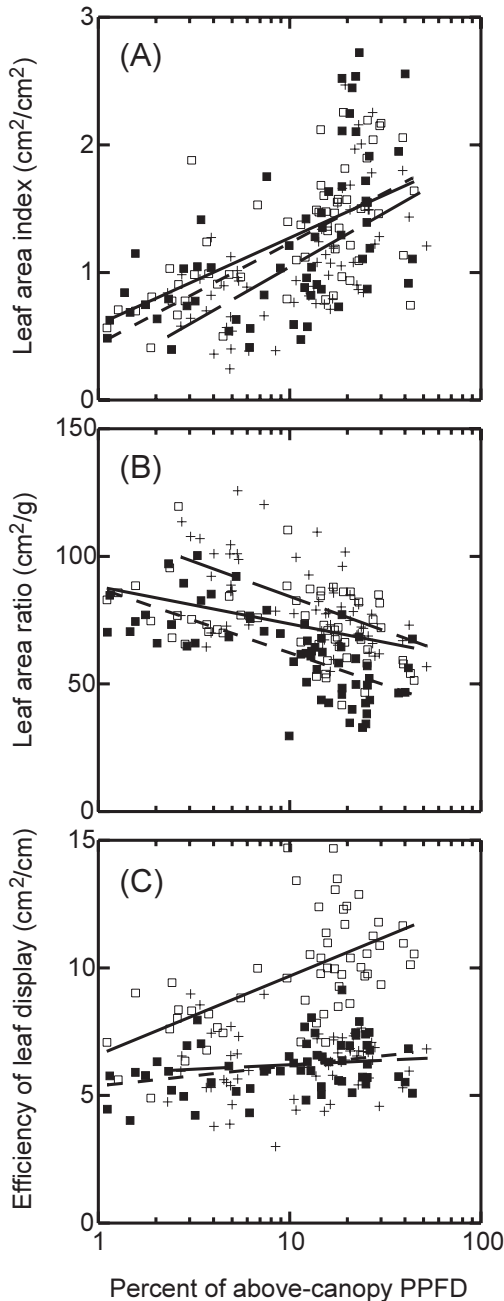 (A)
Leaf area index (cm²/cm²)
3
2
1
0
(B)
Leaf area ratio (cm²/g)
150
100
50
0
(C)
Efficiency of leaf display (cm²/cm)
15
10
5
0
1 10 100
Percent of above-canopy PPFD